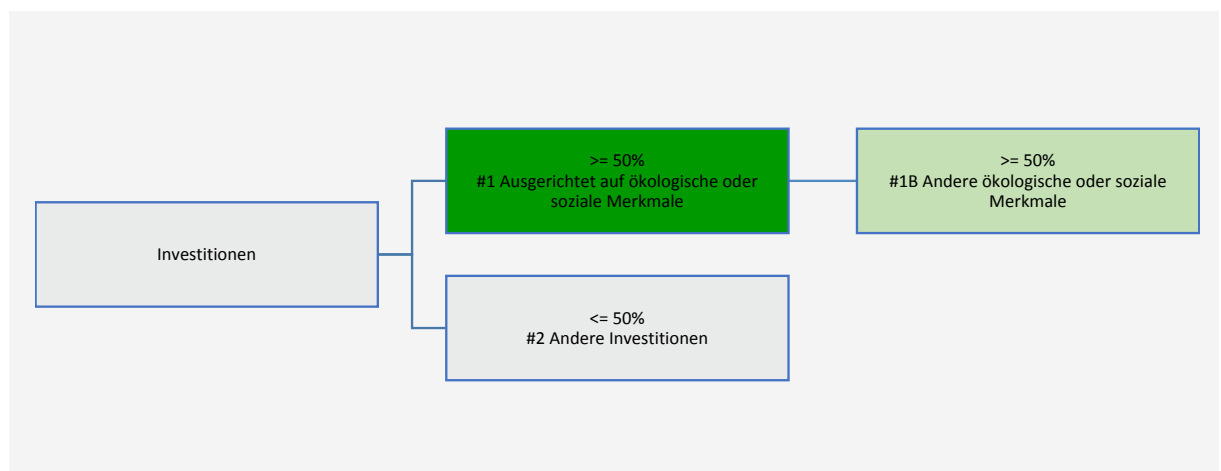 >= 50%
#1 Ausgerichtet auf ökologische oder
soziale Merkmale
>= 50%
#1B Andere ökologische oder soziale
Merkmale
Investitionen
<= 50%
#2 Andere Investitionen